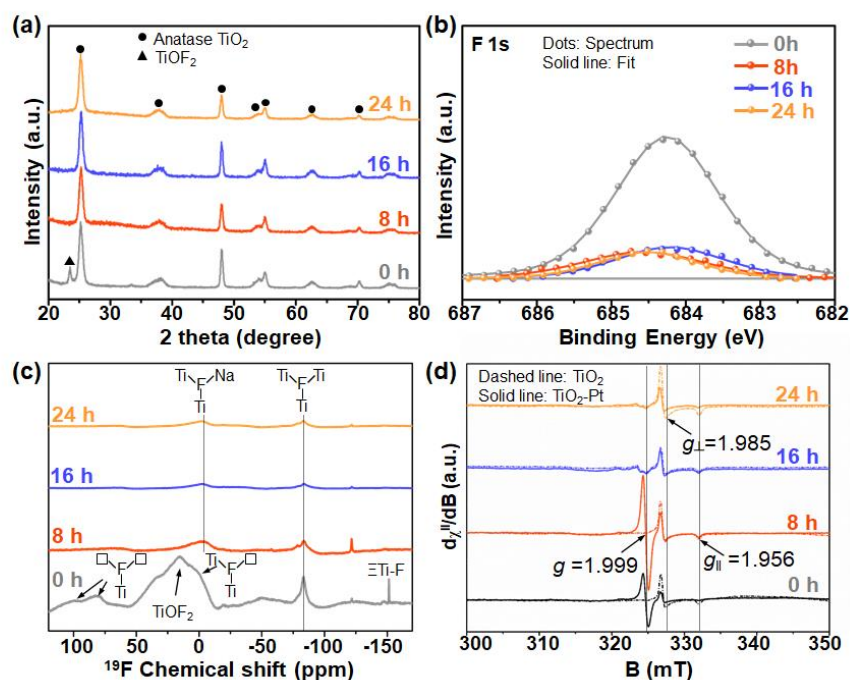 (a)
● Anatase TiO₂
▲ TiOF₂
24 h
16 h
8 h
0 h
Intensity (a.u.)
20 30 40 50 60 70 80
2 theta (degree)
(b)
F 1s
Dots: Spectrum
Solid line: Fit
0h
8h
16 h
24 h
Intensity (a.u.)
687 686 685 684 683 682
Binding Energy (eV)
(c)
Ti Na
F
Ti
Ti Ti
F
Ti
24 h
16 h
8 h
0 h
□ □
F
Ti
TiOF₂
Ti □
F
Ti
ΞTi-F
100 50 0 -50 -100 -150
¹⁹F Chemical shift (ppm)
(d)
Dashed line: TiO₂
Solid line: TiO₂-Pt
24 h
g⊥=1.985
16 h
8 h
g =1.999
g||=1.956
0 h
dχ||/dB (a.u.)
300 310 320 330 340 350
B (mT)